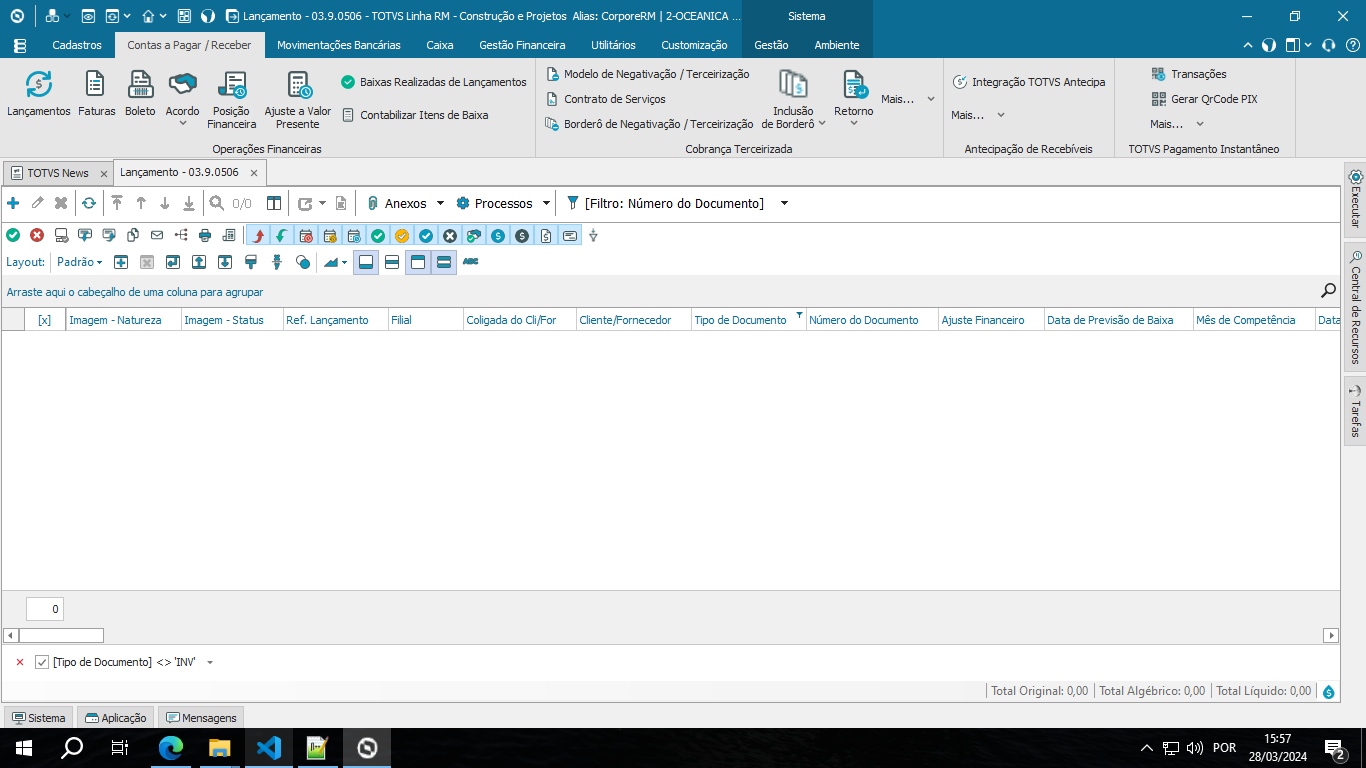 Lançamento - 03.9.0506 - TOTVS Linha RM - Construção e Projetos  Alias: CorporeRM | 2-OCEANICA ...
Sistema
Cadastros
Contas a Pagar / Receber
Movimentações Bancárias
Caixa
Gestão Financeira
Utilitários
Customização
Gestão
Ambiente
Lançamentos
Faturas
Boleto
Acordo
Posição
Financeira
Ajuste a Valor
Presente
Baixas Realizadas de Lançamentos
Contabilizar Itens de Baixa
Operações Financeiras
Modelo de Negativação / Terceirização
Contrato de Serviços
Borderô de Negativação / Terceirização
Inclusão
de Borderô
Retorno
Mais...
Cobrança Terceirizada
Integração TOTVS Antecipa
Mais...
Antecipação de Recebíveis
Transações
Gerar QrCode PIX
Mais...
TOTVS Pagamento Instantâneo
TOTVS News
Lançamento - 03.9.0506
0/0
Anexos
Processos
[Filtro: Número do Documento]
Layout:
Padrão
ABC
Arraste aqui o cabeçalho de uma coluna para agrupar
[x]
Imagem - Natureza
Imagem - Status
Ref. Lançamento
Filial
Coligada do Cli/For
Cliente/Fornecedor
Tipo de Documento
Número do Documento
Ajuste Financeiro
Data de Previsão de Baixa
Mês de Competência
Data
0
[Tipo de Documento] <> 'INV'
Total Original: 0,00
Total Algébrico: 0,00
Total Líquido: 0,00
Executar
Central de Recursos
Tarefas
Sistema
Aplicação
Mensagens
POR
15:57
28/03/2024
2